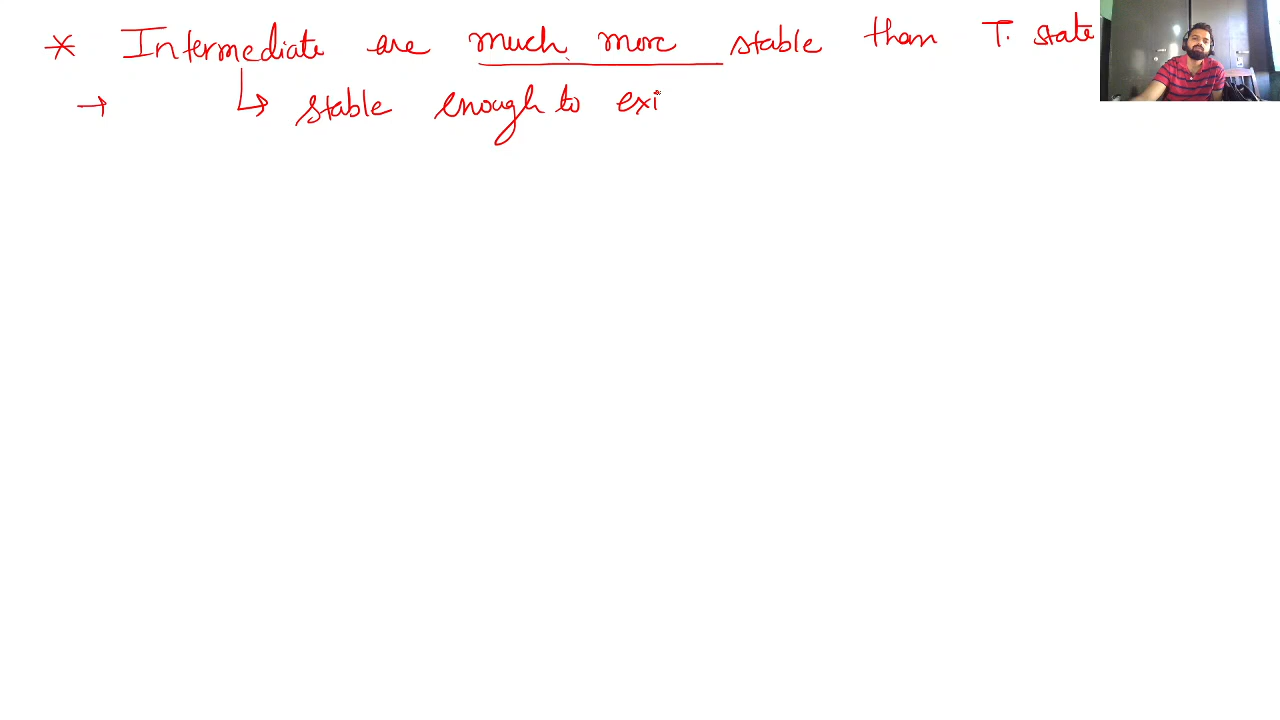 * Intermediate are much more stable than T. state
→ ↳ stable enough to exi